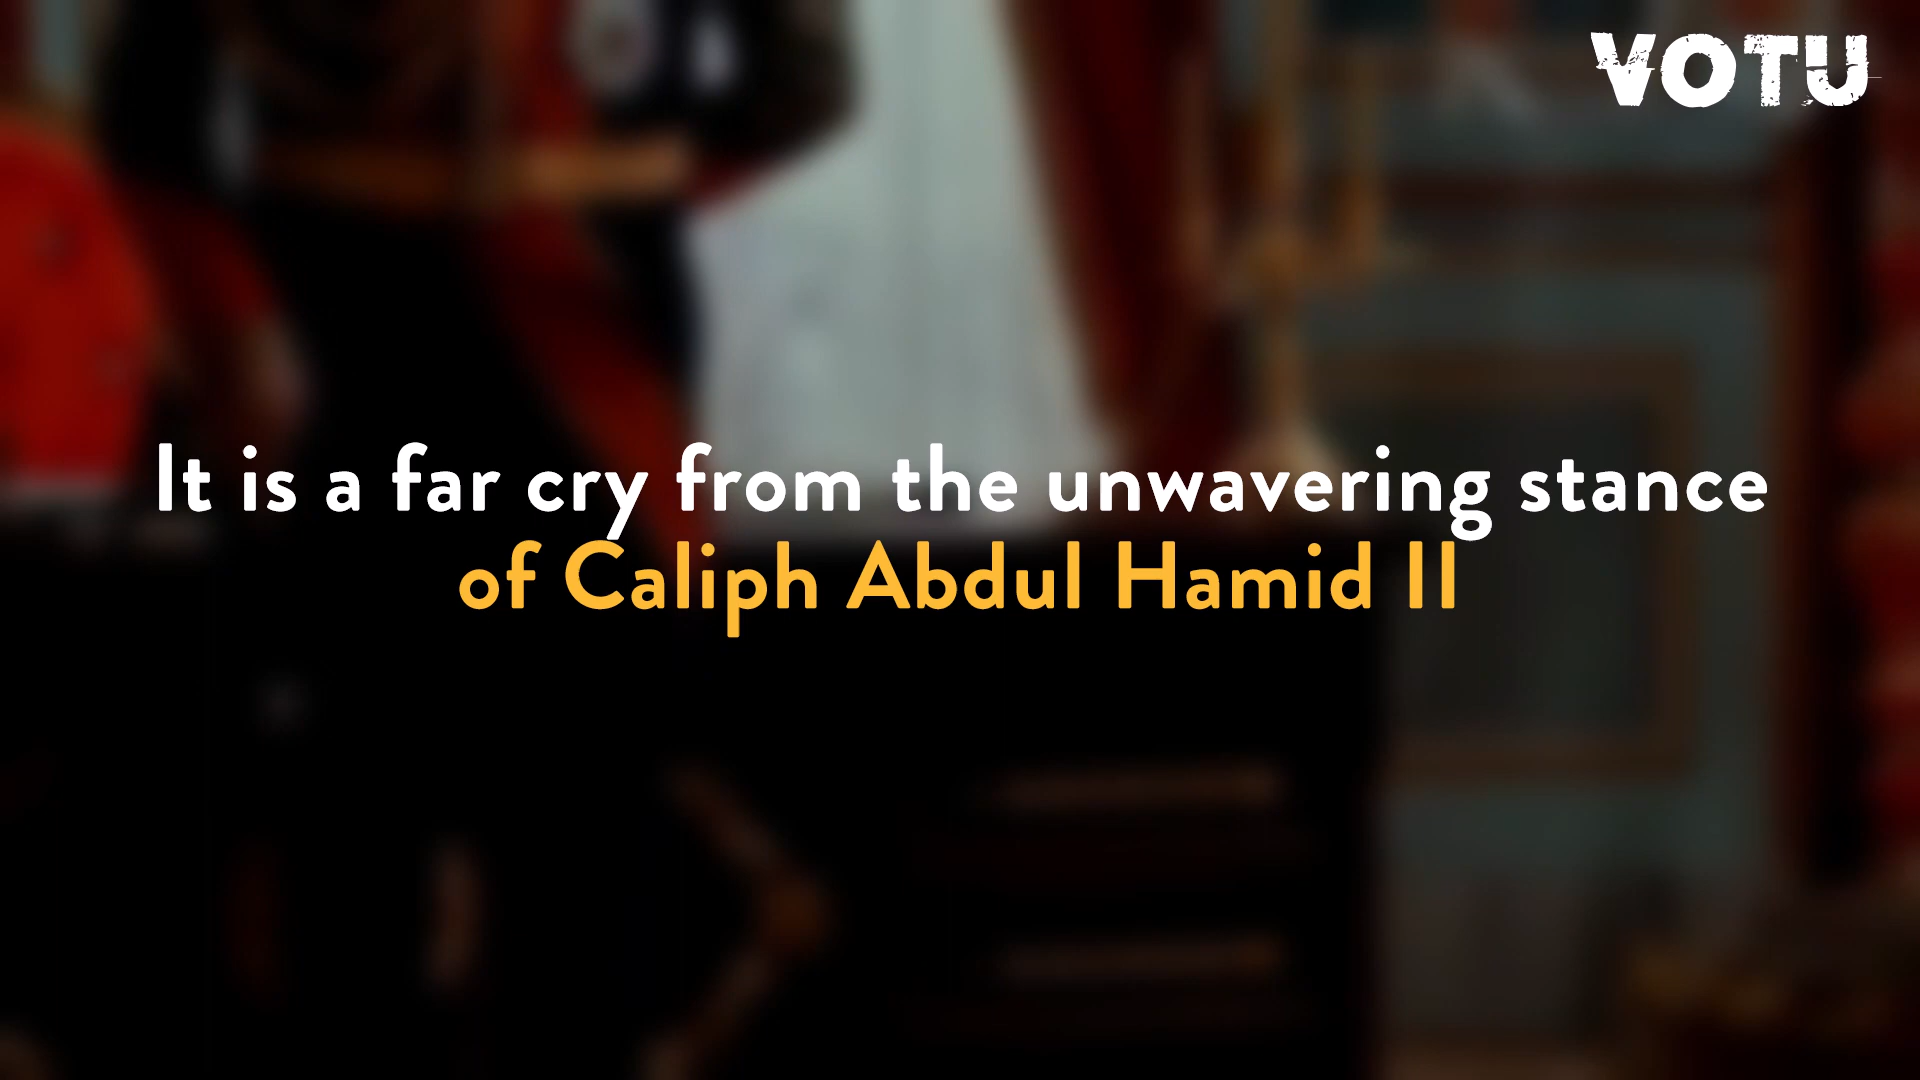 VOTU
It is a far cry from the unwavering stance
of Caliph Abdul Hamid II